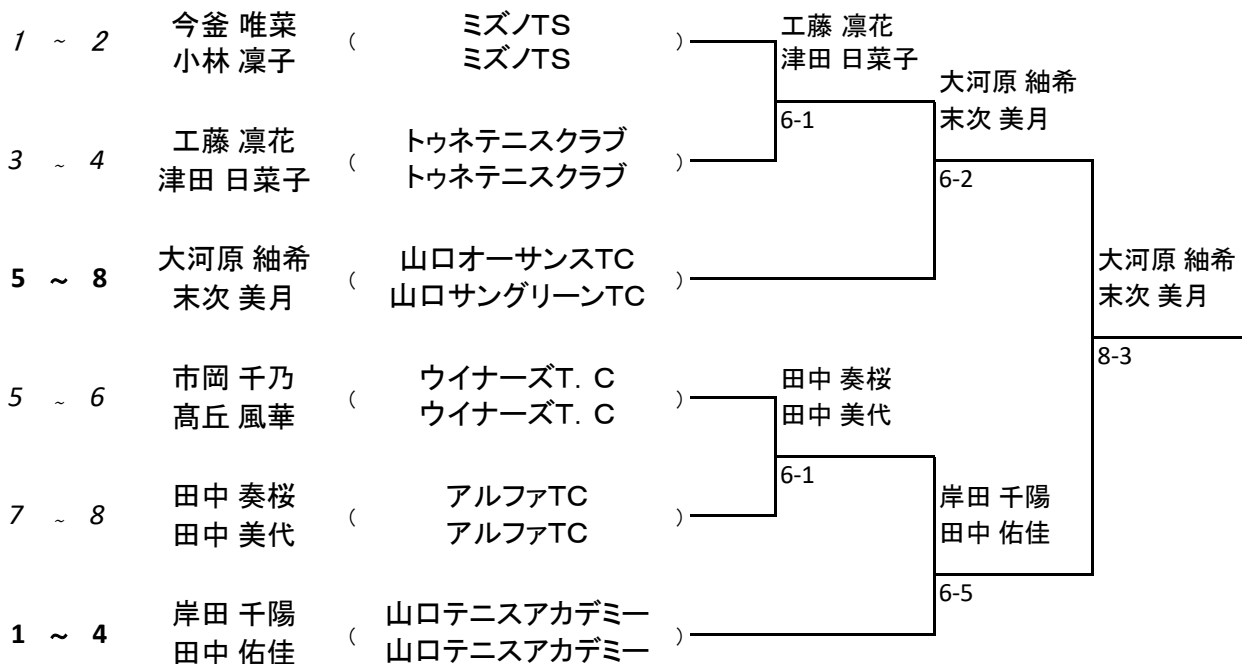 1 ~ 2 今釜 唯菜 ( ミズノTS )
小林 凜子 ミズノTS
工藤 凛花
津田 日菜子
6-1
3 ~ 4 工藤 凛花 ( トゥネテニスクラブ )
津田 日菜子 トゥネテニスクラブ
大河原 紬希
末次 美月
6-2
5 ~ 8 大河原 紬希 ( 山口オーサンスTC )
末次 美月 山口サングリーンTC
大河原 紬希
末次 美月
8-3
5 ~ 6 市岡 千乃 ( ウイナーズT．C )
髙丘 風華 ウイナーズT．C
田中 奏桜
田中 美代
6-1
7 ~ 8 田中 奏桜 ( アルファTC )
田中 美代 アルファTC
岸田 千陽
田中 佑佳
6-5
1 ~ 4 岸田 千陽 ( 山口テニスアカデミー )
田中 佑佳 山口テニスアカデミー